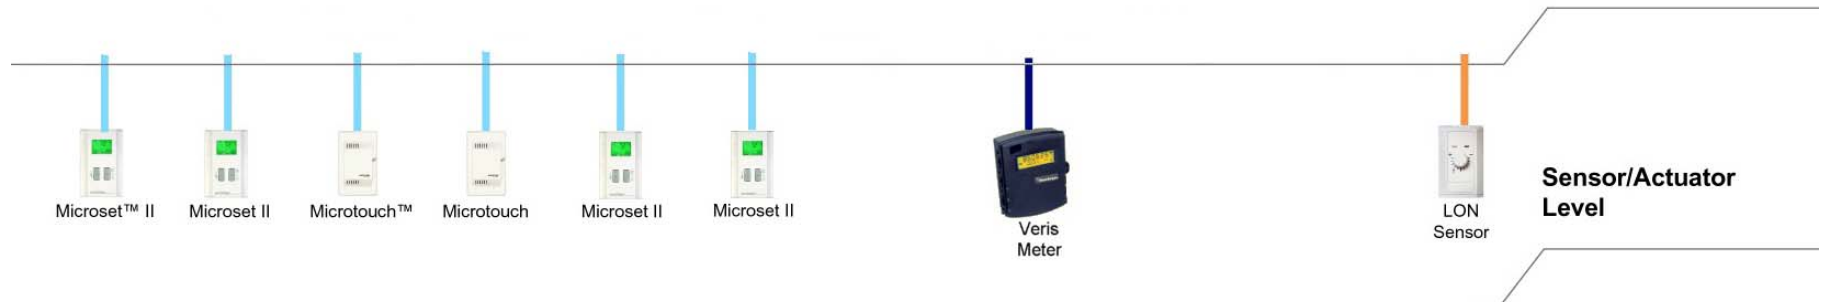 Microset™ II
Microset II
Microtouch™
Microtouch
Microset II
Microset II
Veris
Meter
LON
Sensor
Sensor/Actuator
Level